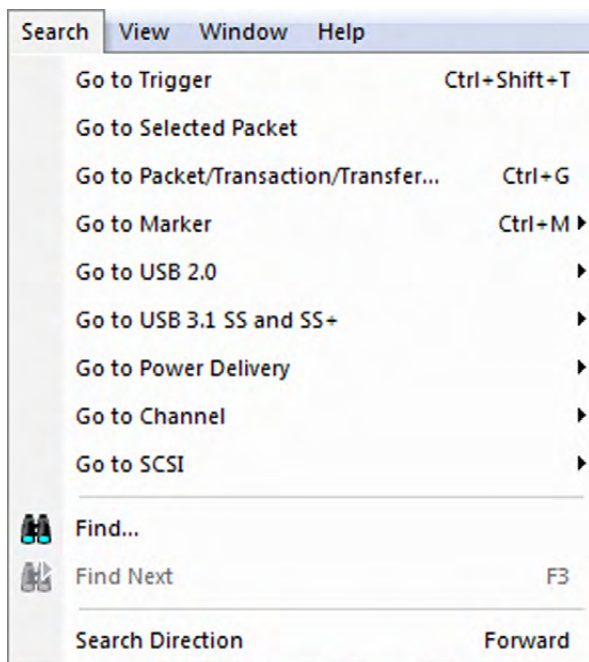 Search View Window Help
Go to Trigger Ctrl+Shift+T
Go to Selected Packet
Go to Packet/Transaction/Transfer... Ctrl+G
Go to Marker Ctrl+M
Go to USB 2.0
Go to USB 3.1 SS and SS+
Go to Power Delivery
Go to Channel
Go to SCSI
Find...
Find Next F3
Search Direction Forward